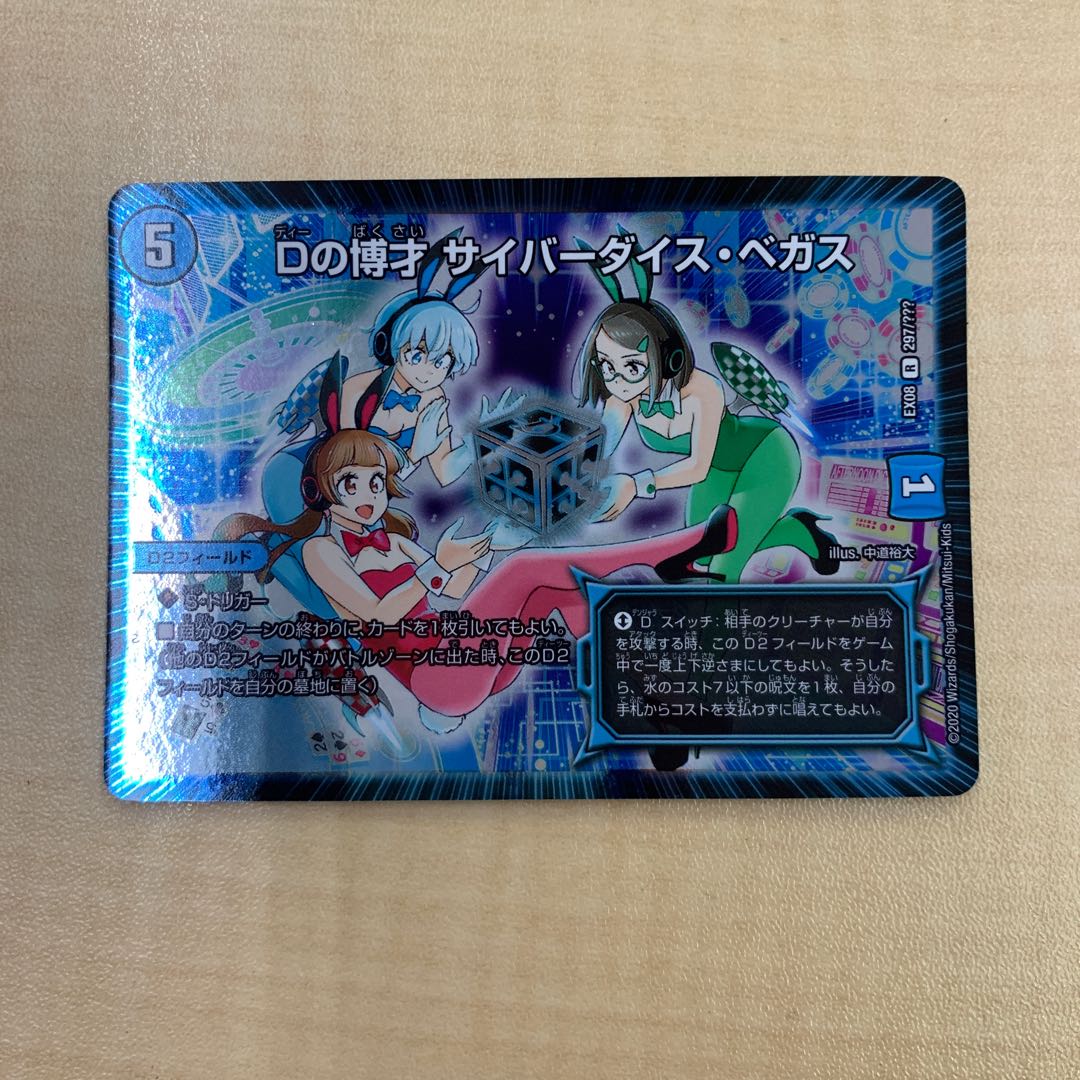 5
Dの博才 サイバーダイス・ベガス
ディー ばくさい
EX08 R 297/???
1
D2フィールド
illus. 中道裕大
S・トリガー
自分のターンの終わりに、カードを1枚引いてもよい。
(他のD2フィールドがバトルゾーンに出た時、このD2
フィールドを自分の墓地に置く)
D スイッチ:相手のクリーチャーが自分
を攻撃する時、この D2フィールドをゲーム
中で一度上下逆さまにしてもよい。そうした
ら、水のコスト7以下の呪文を1枚、自分の
手札からコストを支払わずに唱えてもよい。
©2020 Wizards/Shogakukan/Mitsui-Kids